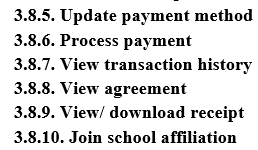 3.8.5. Update payment method
3.8.6. Process payment
3.8.7. View transaction history
3.8.8. View agreement
3.8.9. View/ download receipt
3.8.10. Join school affiliation